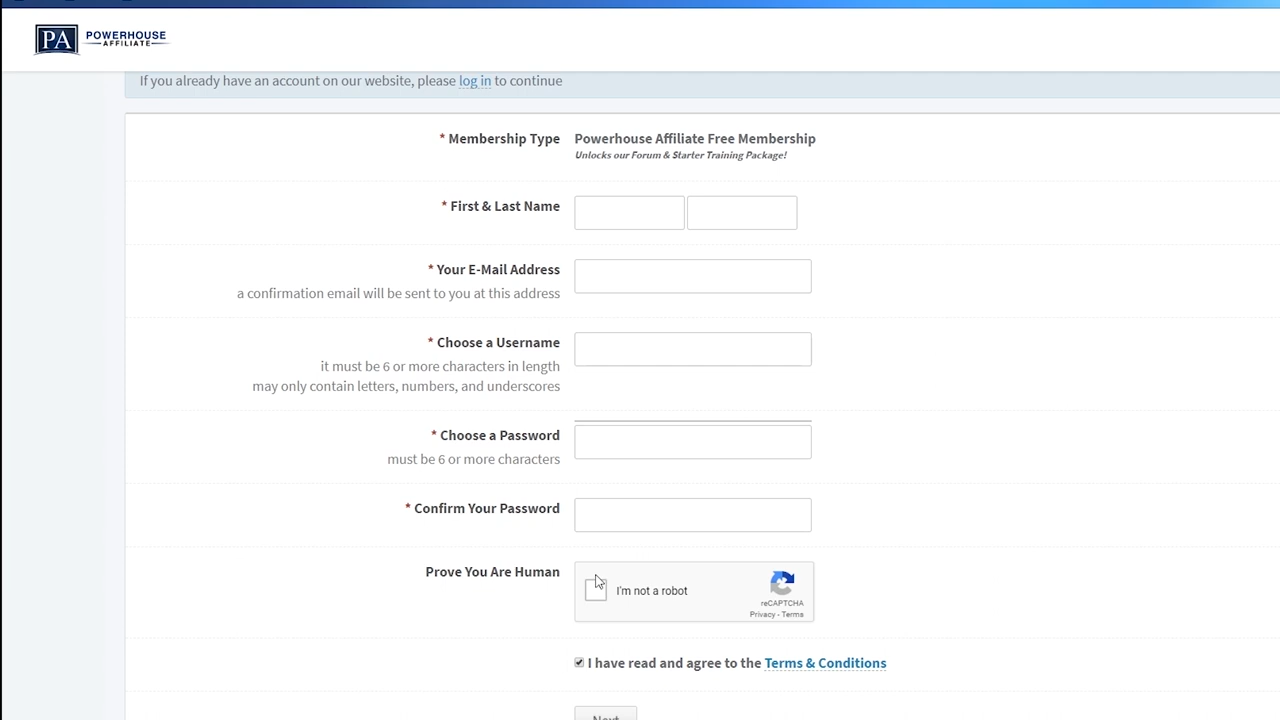 PA POWERHOUSE
AFFILIATE
If you already have an account on our website, please log in to continue
* Membership Type Powerhouse Affiliate Free Membership
Unlocks our Forum & Starter Training Package!
* First & Last Name
* Your E-Mail Address
a confirmation email will be sent to you at this address
* Choose a Username
it must be 6 or more characters in length
may only contain letters, numbers, and underscores
* Choose a Password
must be 6 or more characters
* Confirm Your Password
Prove You Are Human
I'm not a robot
reCAPTCHA
Privacy - Terms
I have read and agree to the Terms & Conditions
Next